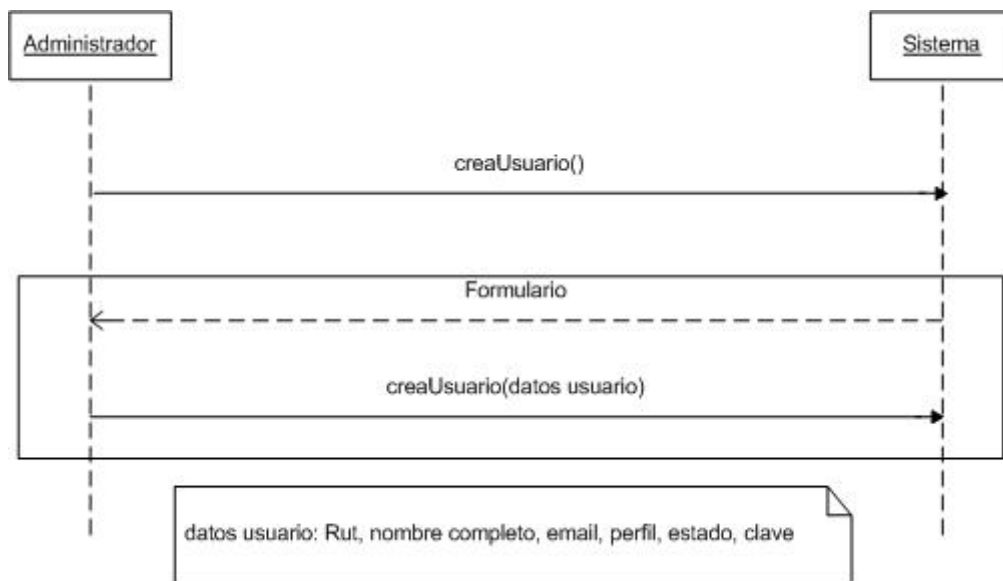 Administrador
Sistema
creaUsuario()
Formulario
creaUsuario(datos usuario)
datos usuario: Rut, nombre completo, email, perfil, estado, clave